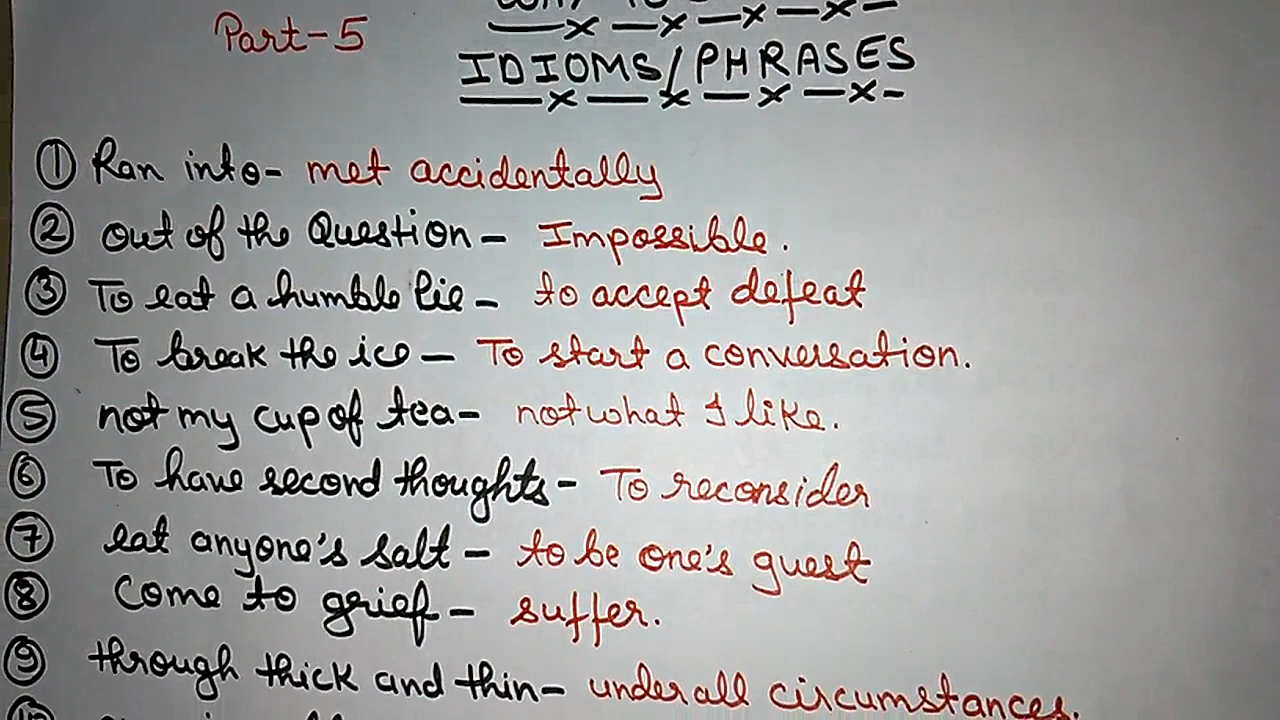 Part-5
IDIOMS/PHRASES
① Ran into- met accidentally
② out of the Question - Impossible.
③ To eat a humble pie - to accept defeat
④ To break the ice - To start a conversation.
⑤ not my cup of tea - not what I like.
⑥ To have second thoughts - To reconsider
⑦ eat anyone's salt - to be one's guest
⑧ Come to grief - suffer.
⑨ through thick and thin - under all circumstances.